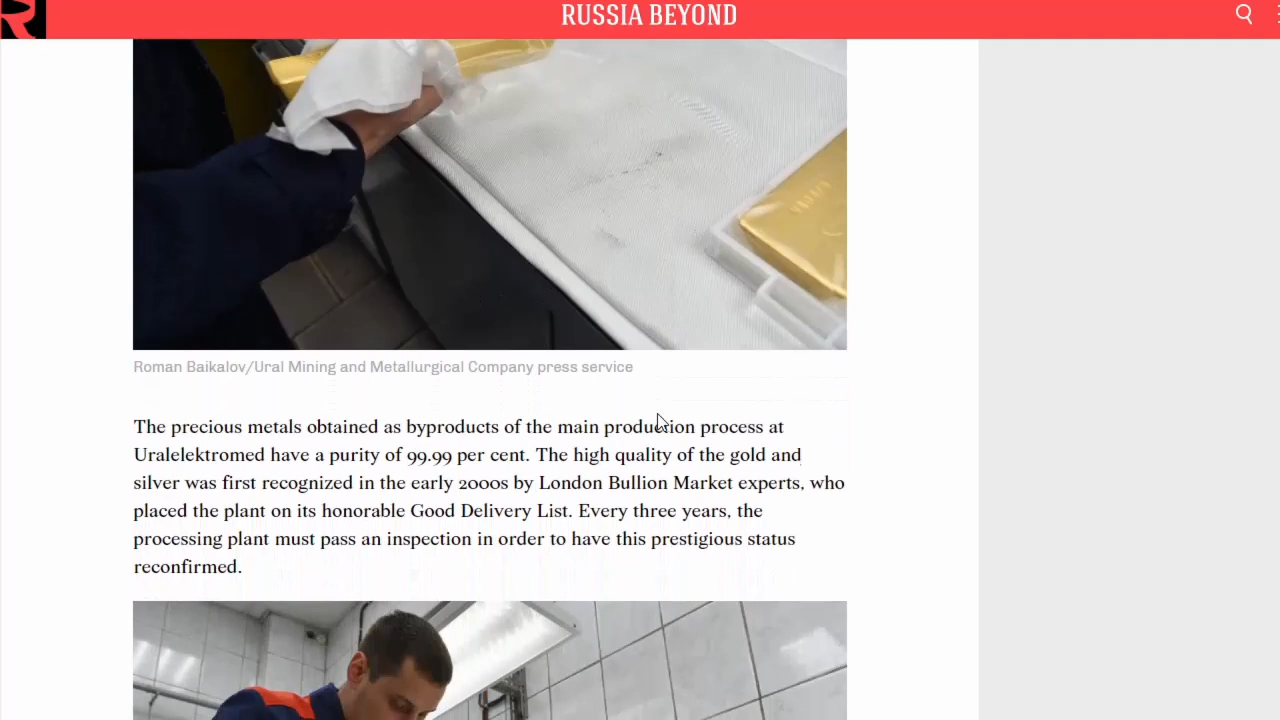 RUSSIA BEYOND
Roman Baikalov/Ural Mining and Metallurgical Company press service
The precious metals obtained as byproducts of the main production process at
Uralelektromed have a purity of 99.99 per cent. The high quality of the gold and
silver was first recognized in the early 2000s by London Bullion Market experts, who
placed the plant on its honorable Good Delivery List. Every three years, the
processing plant must pass an inspection in order to have this prestigious status
reconfirmed.